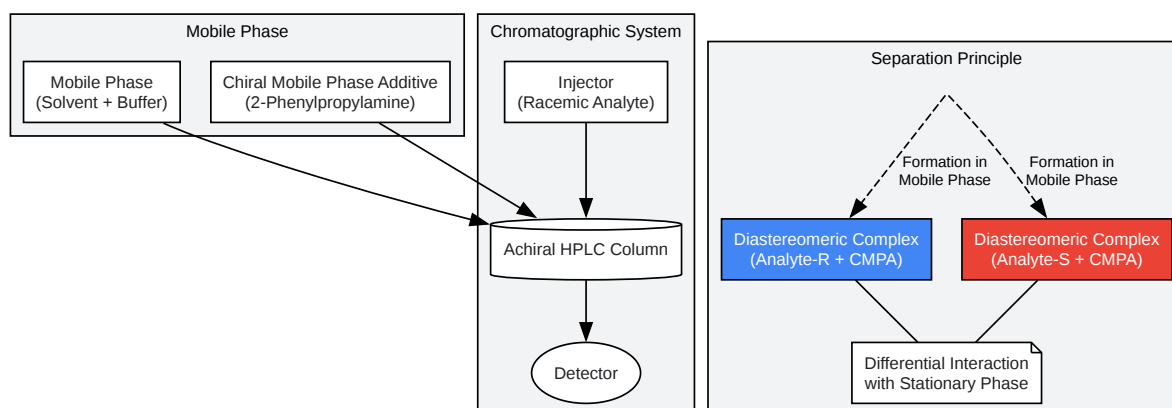 Mobile Phase
Mobile Phase
(Solvent + Buffer)
Chiral Mobile Phase Additive
(2-Phenylpropylamine)
Chromatographic System
Injector
(Racemic Analyte)
Achiral HPLC Column
Detector
Separation Principle
Formation in
Mobile Phase
Formation in
Mobile Phase
Diastereomeric Complex
(Analyte-R + CMPA)
Diastereomeric Complex
(Analyte-S + CMPA)
Differential Interaction
with Stationary Phase